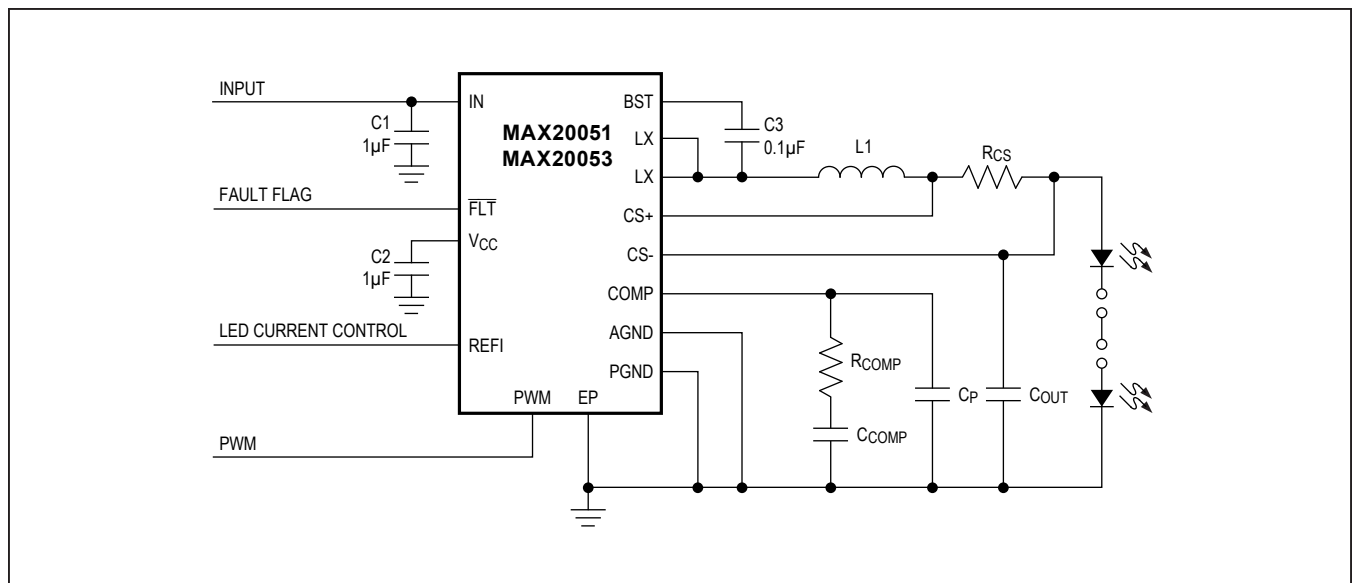 INPUT
IN
BST
C1
1µF
MAX20051
MAX20053
LX
C3
0.1µF
L1
RCS
LX
FAULT FLAG
FLT
CS+
VCC
C2
1µF
CS-
COMP
LED CURRENT CONTROL
REFI
AGND
RCOMP
PGND
PWM
EP
CP
COUT
CCOMP
PWM